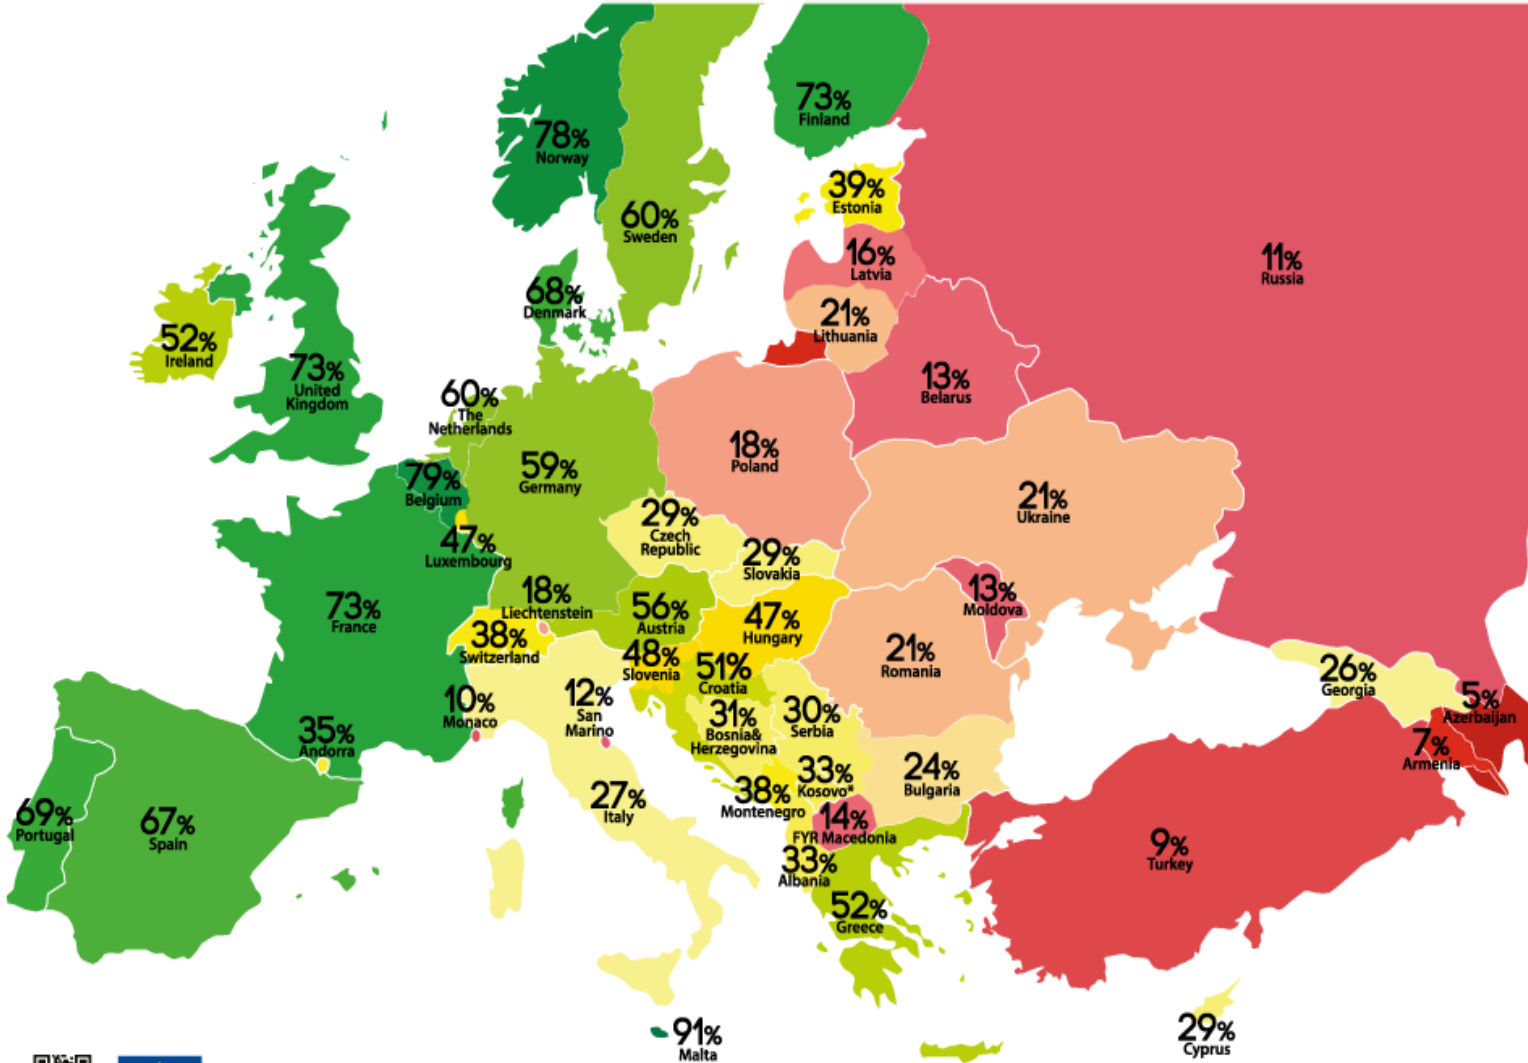 73%
Finland
78%
Norway
39%
Estonia
60%
Sweden
16%
Latvia
11%
Russia
68%
Denmark
21%
Lithuania
52%
Ireland
73%
United
Kingdom
13%
Belarus
60%
The
Netherlands
18%
Poland
59%
Germany
79%
Belgium
21%
Ukraine
29%
Czech
Republic
47%
Luxembourg
29%
Slovakia
18%
Liechtenstein
13%
Moldova
73%
France
56%
Austria
47%
Hungary
38%
Switzerland
48%
Slovenia
51%
Croatia
21%
Romania
26%
Georgia
10%
Monaco
12%
San
Marino
31%
Bosnia&
Herzegovina
30%
Serbia
5%
Azerbaijan
35%
Andorra
7%
Armenia
33%
Kosovo*
24%
Bulgaria
38%
Montenegro
27%
Italy
69%
Portugal
67%
Spain
14%
FYR Macedonia
9%
Turkey
33%
Albania
52%
Greece
91%
Malta
29%
Cyprus